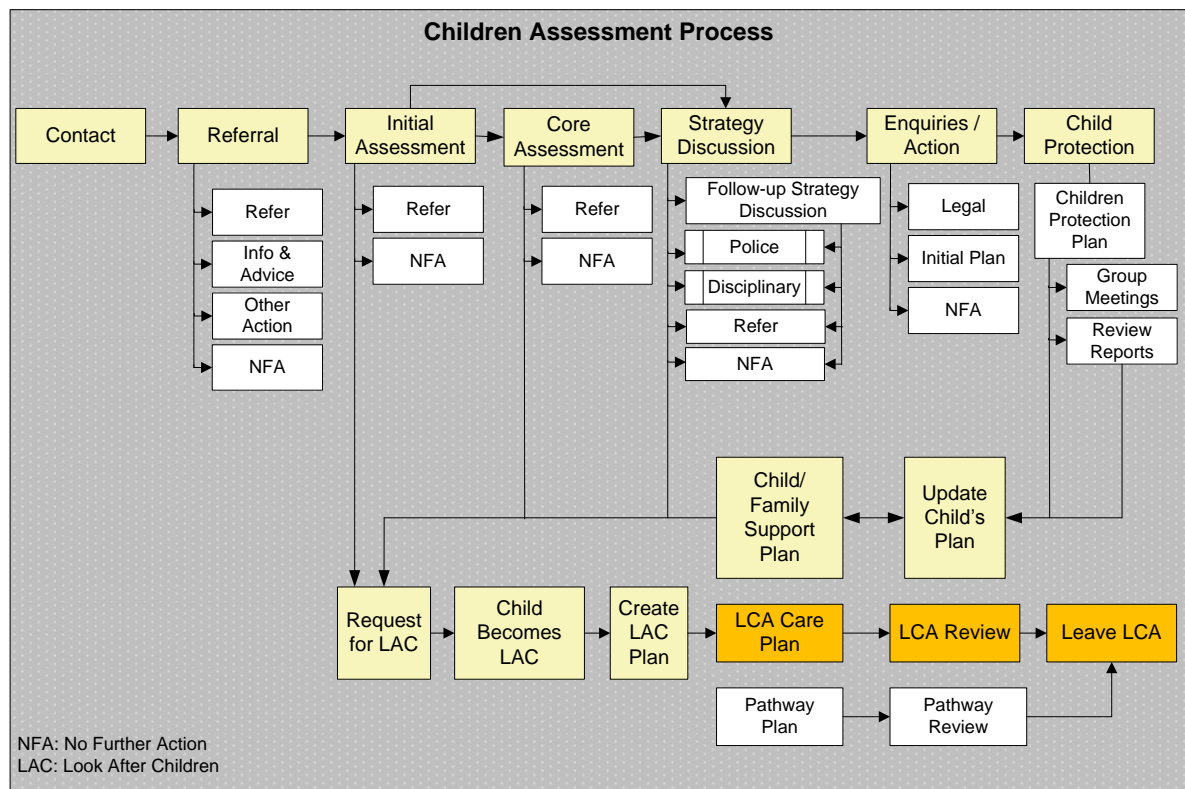 Children Assessment Process
Contact
Referral
Initial
Assessment
Core
Assessment
Strategy
Discussion
Enquiries /
Action
Child
Protection
Refer
Info &
Advice
Other
Action
NFA
Refer
NFA
Refer
NFA
Follow-up Strategy
Discussion
Police
Disciplinary
Refer
NFA
Legal
Initial Plan
NFA
Children
Protection
Plan
Group
Meetings
Review
Reports
Child/
Family
Support
Plan
Update
Child's
Plan
Request
for LAC
Child
Becomes
LAC
Create
LAC
Plan
LCA Care
Plan
LCA Review
Leave LCA
Pathway
Plan
Pathway
Review
NFA: No Further Action
LAC: Look After Children